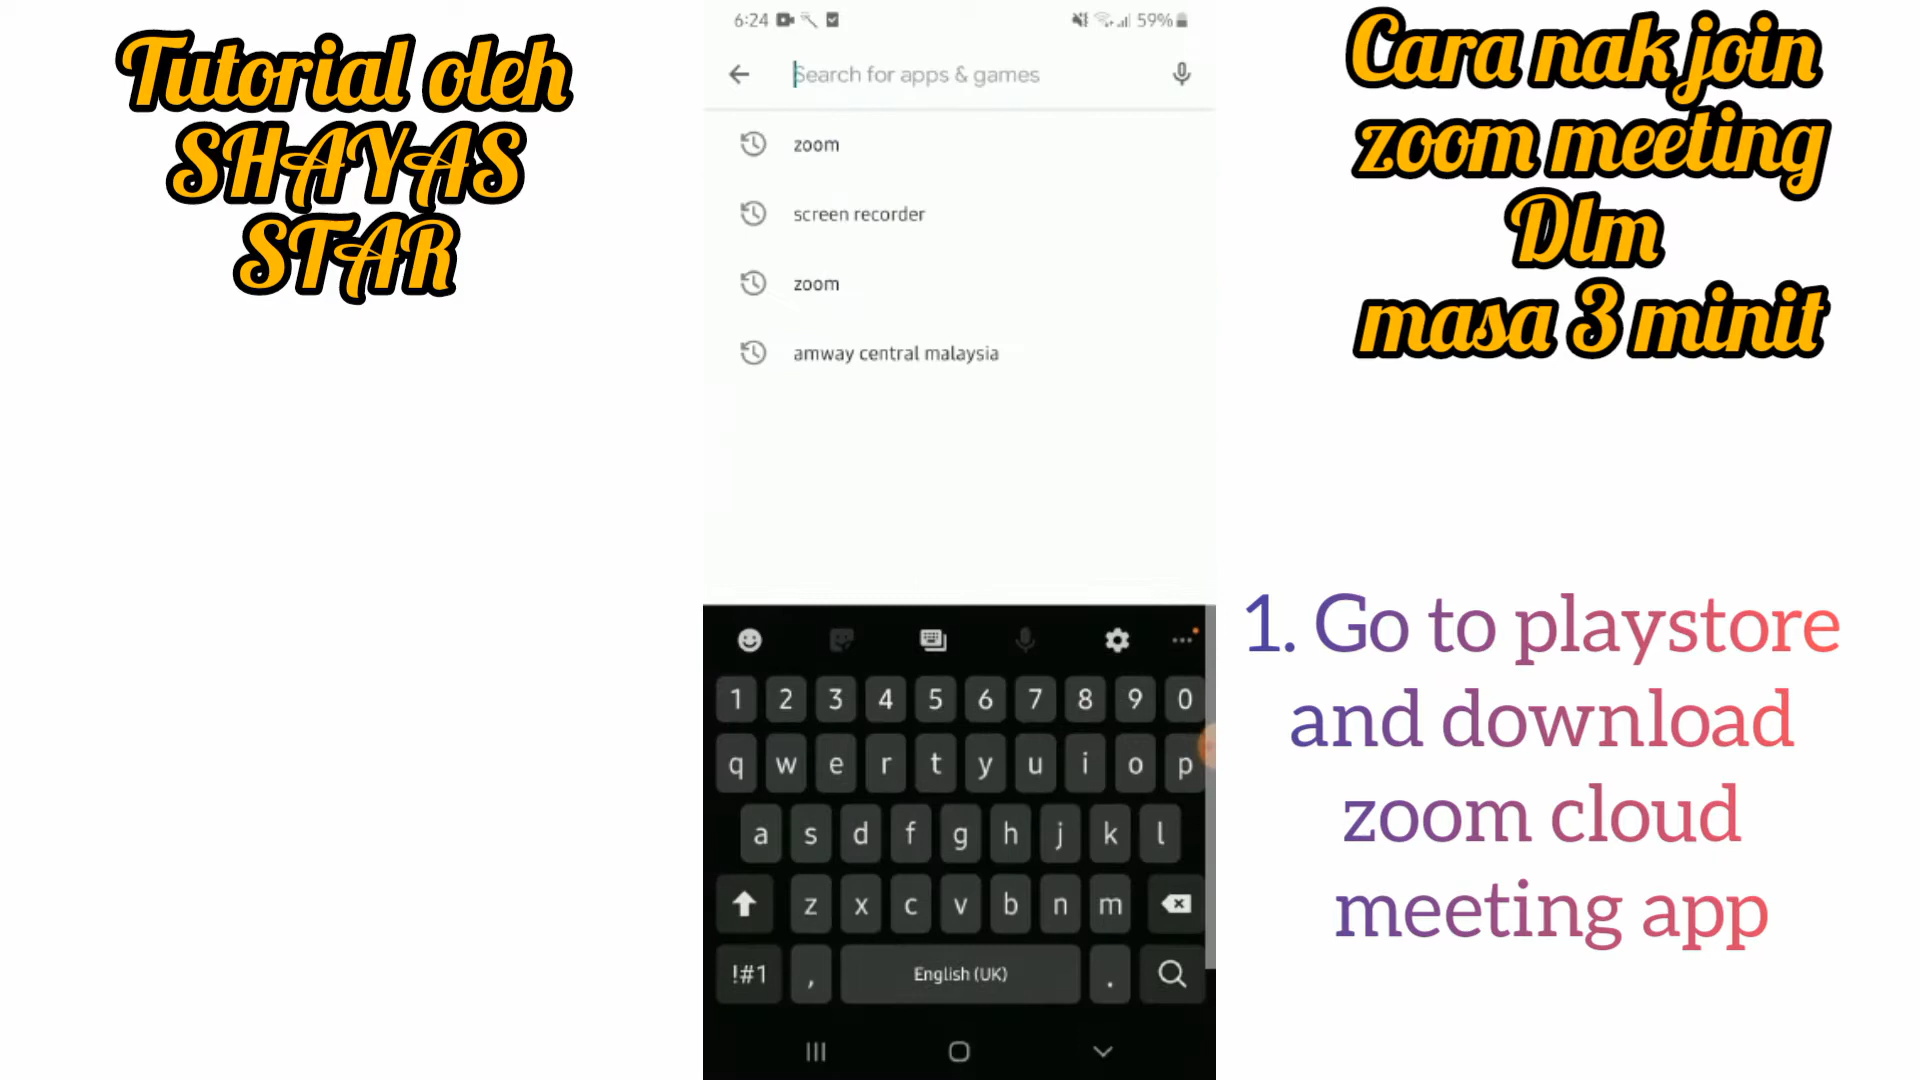 Tutorial oleh
SHAYAS
STAR
6:24
59%
Search for apps & games
zoom
screen recorder
zoom
amway central malaysia
1 2 3 4 5 6 7 8 9 0
q w e r t y u i o p
a s d f g h j k l
z x c v b n m
!#1 , English (UK) .
Cara nak join
zoom meeting
Dlm
masa 3 minit
1. Go to playstore
and download
zoom cloud
meeting app